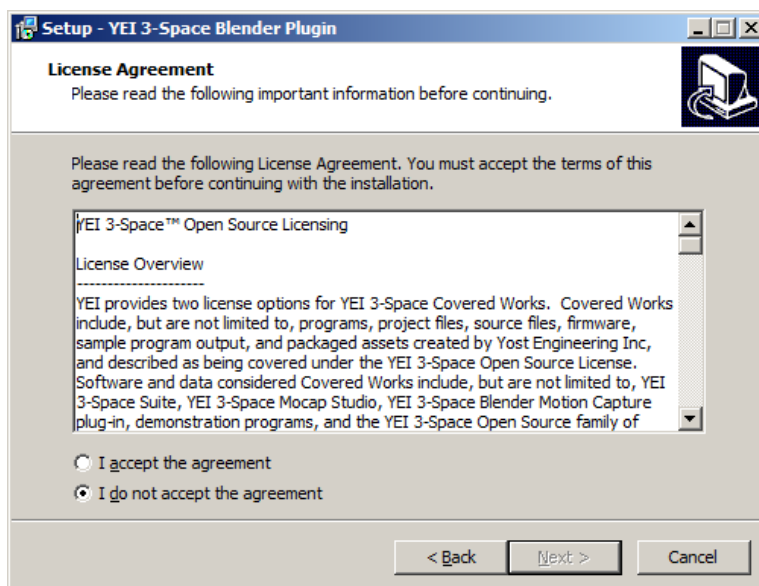 Setup - YEI 3-Space Blender Plugin
License Agreement
Please read the following important information before continuing.
Please read the following License Agreement. You must accept the terms of this
agreement before continuing with the installation.
YEI 3-Space™ Open Source Licensing
License Overview
---------------------
YEI provides two license options for YEI 3-Space Covered Works.  Covered Works
include, but are not limited to, programs, project files, source files, firmware,
sample program output, and packaged assets created by Yost Engineering Inc,
and described as being covered under the YEI 3-Space Open Source License.
Software and data considered Covered Works include, but are not limited to, YEI
3-Space Suite, YEI 3-Space Mocap Studio, YEI 3-Space Blender Motion Capture
plug-in, demonstration programs, and the YEI 3-Space Open Source family of
I accept the agreement
I do not accept the agreement
< Back
Next >
Cancel